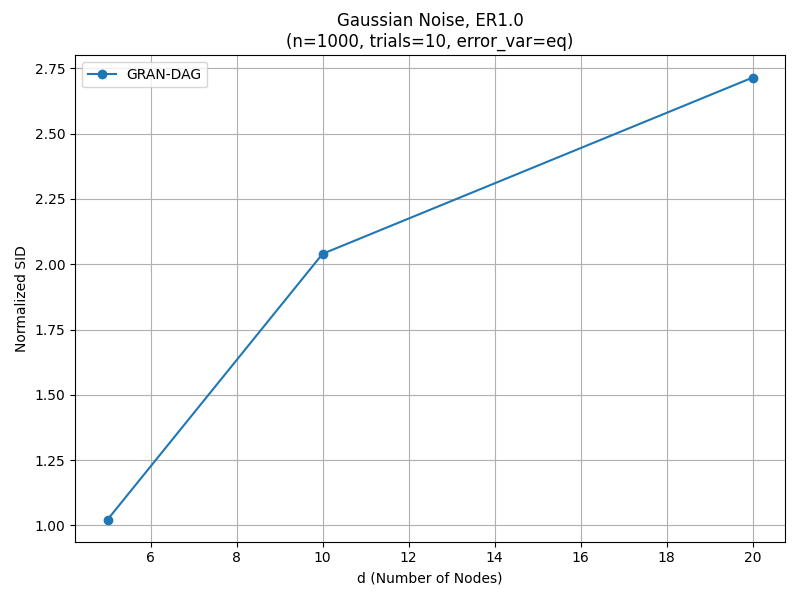 Gaussian Noise, ER1.0
(n=1000, trials=10, error_var=eq)
GRAN-DAG
2.75
2.50
2.25
2.00
1.75
1.50
1.25
1.00
Normalized SID
6 8 10 12 14 16 18 20
d (Number of Nodes)